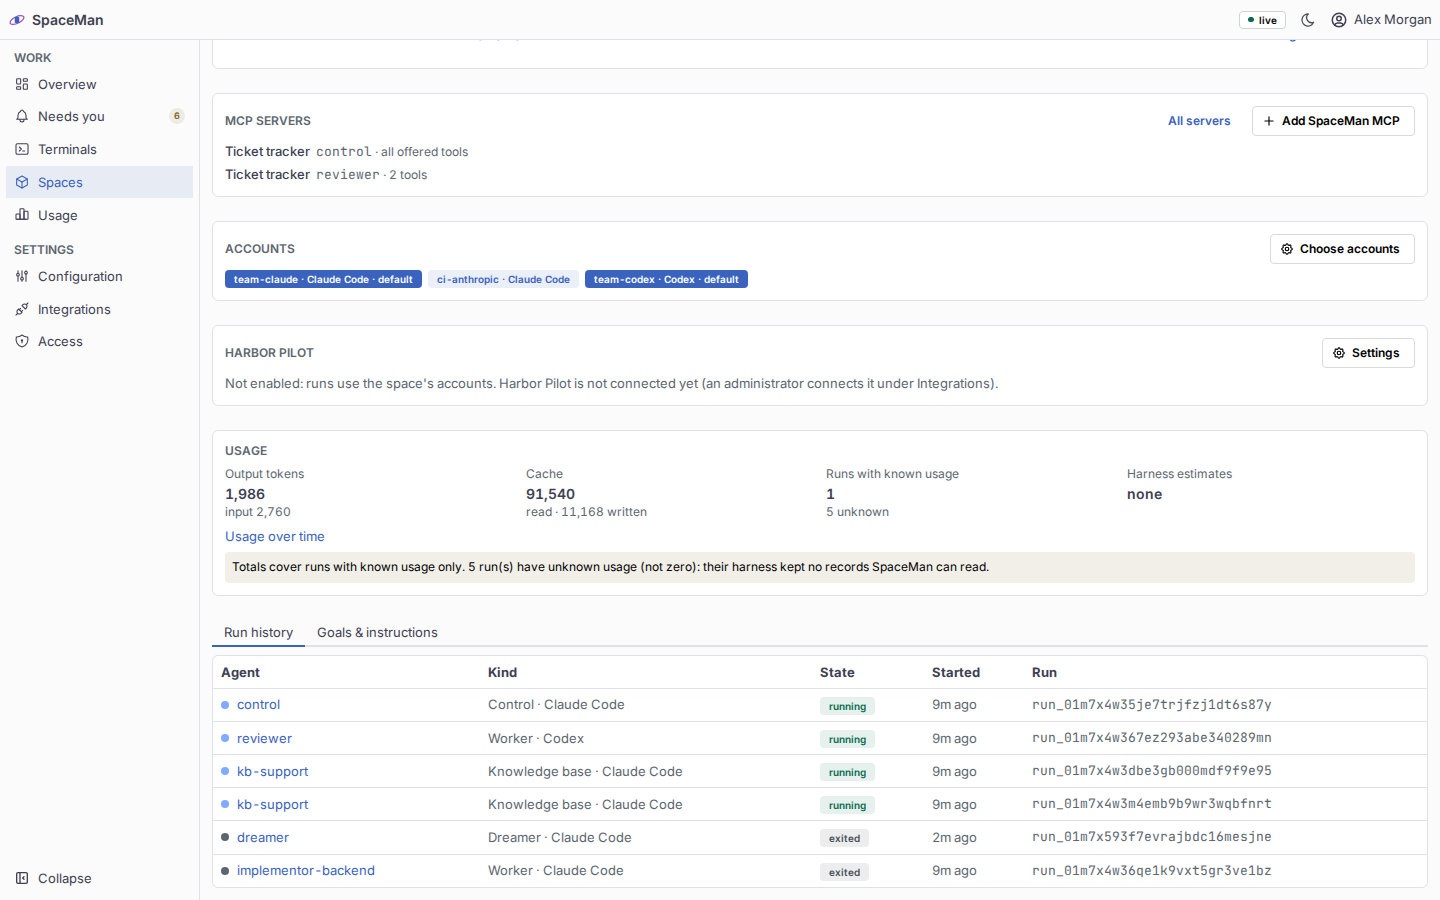 SpaceMan
live
Alex Morgan
WORK
Overview
Needs you 6
Terminals
Spaces
Usage
SETTINGS
Configuration
Integrations
Access
Collapse
MCP SERVERS
All servers
Add SpaceMan MCP
Ticket tracker control · all offered tools
Ticket tracker reviewer · 2 tools
ACCOUNTS
Choose accounts
team-claude · Claude Code · default
ci-anthropic · Claude Code
team-codex · Codex · default
HARBOR PILOT
Settings
Not enabled: runs use the space's accounts. Harbor Pilot is not connected yet (an administrator connects it under Integrations).
USAGE
Output tokens
1,986
input 2,760
Cache
91,540
read · 11,168 written
Runs with known usage
1
5 unknown
Harness estimates
none
Usage over time
Totals cover runs with known usage only. 5 run(s) have unknown usage (not zero): their harness kept no records SpaceMan can read.
Run history
Goals & instructions
Agent Kind State Started Run
control Control · Claude Code running 9m ago run_01m7x4w35je7trjfzj1dt6s87y
reviewer Worker · Codex running 9m ago run_01m7x4w367ez293abe340289mn
kb-support Knowledge base · Claude Code running 9m ago run_01m7x4w3dbe3gb000mdf9f9e95
kb-support Knowledge base · Claude Code running 9m ago run_01m7x4w3m4emb9b9wr3wqbfnrt
dreamer Dreamer · Claude Code exited 2m ago run_01m7x593f7evrajbdc16mesjne
implementor-backend Worker · Claude Code exited 9m ago run_01m7x4w36qe1k9vxt5gr3ve1bz